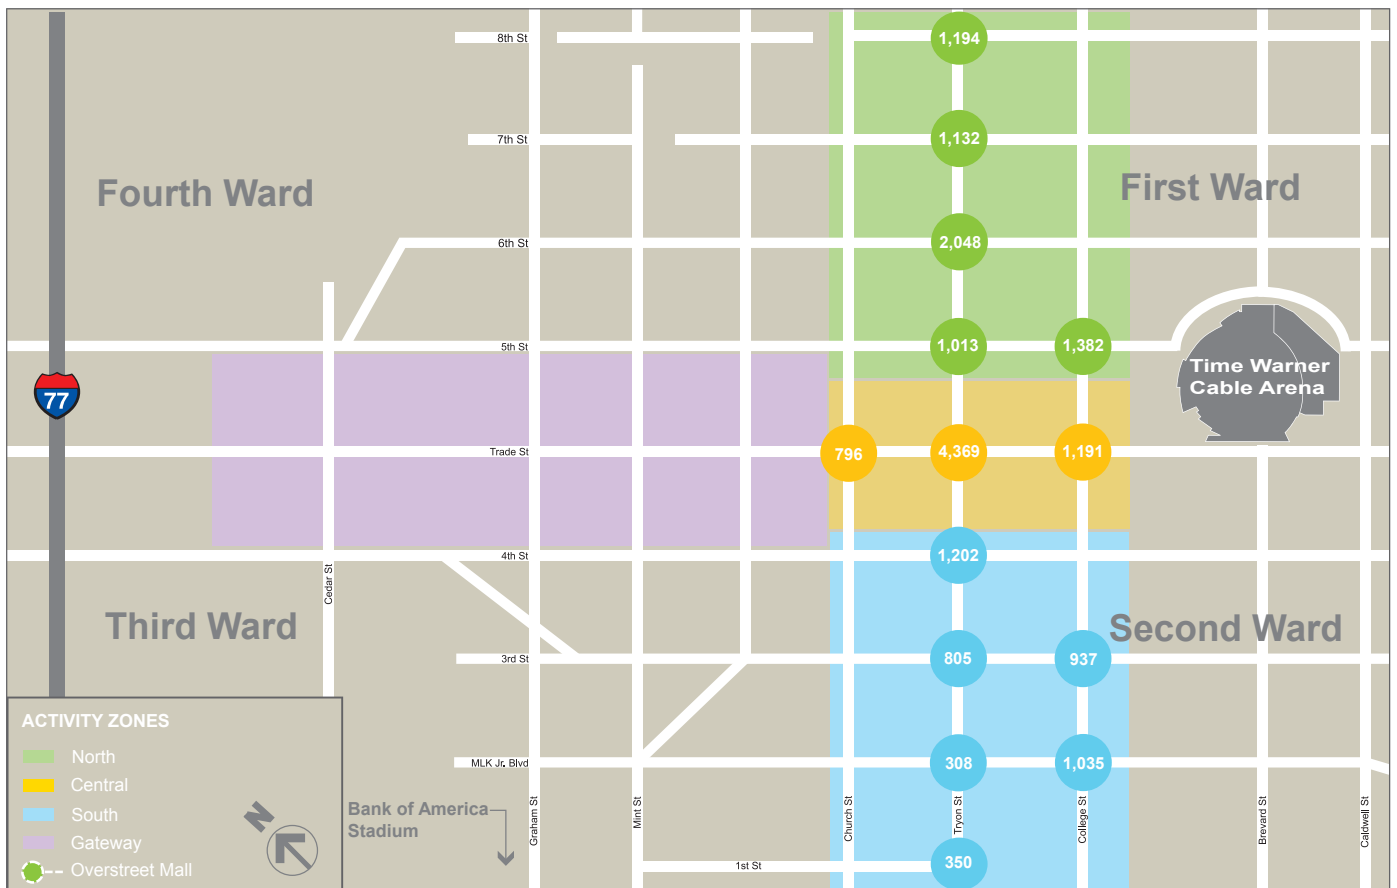 8th St
1,194
7th St
1,132
Fourth Ward
First Ward
6th St
2,048
5th St
1,013
1,382
Time Warner
Cable Arena
77
Trade St
796
4,369
1,191
4th St
1,202
Cedar St
Third Ward
Second Ward
3rd St
805
937
ACTIVITY ZONES
North
Central
South
Gateway
Overstreet Mall
N
MLK Jr. Blvd
308
1,035
Bank of America
Stadium
Graham St
Mint St
Church St
Tryon St
College St
Brevard St
Caldwell St
1st St
350